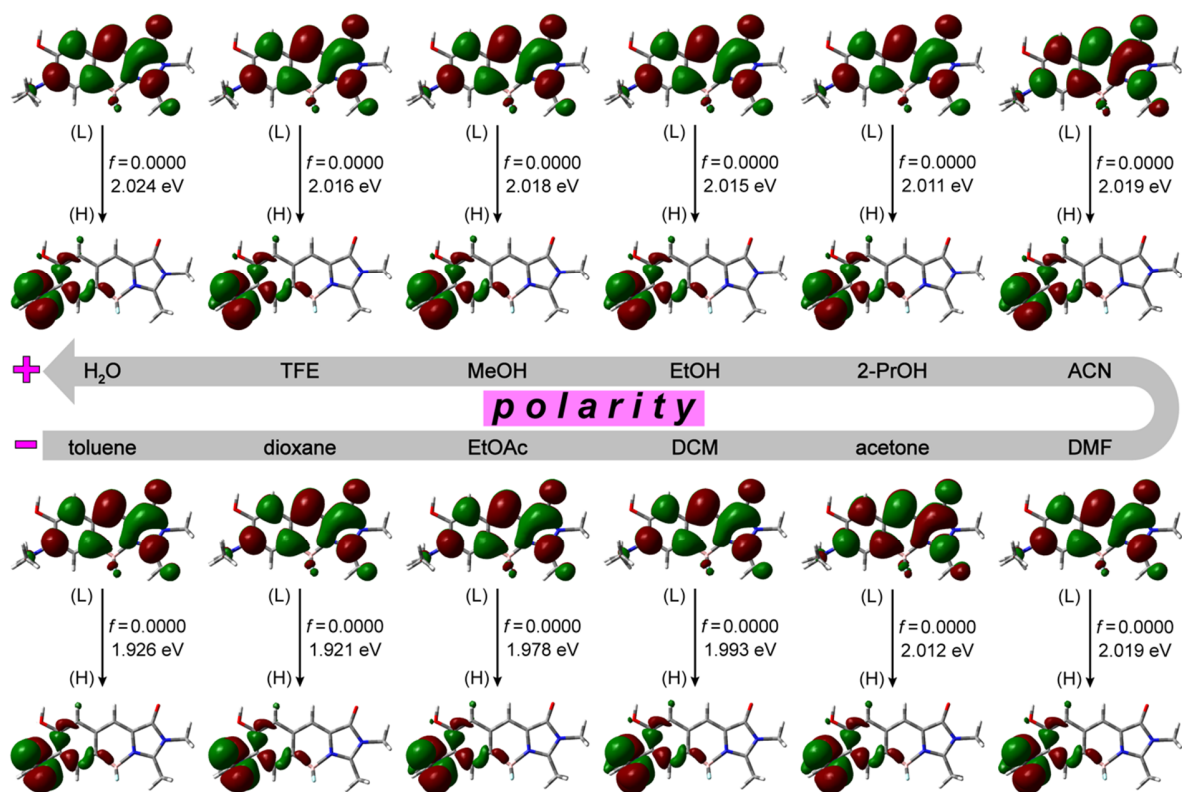 (L) (L) (L) (L) (L) (L)
f=0.0000 f=0.0000 f=0.0000 f=0.0000 f=0.0000 f=0.0000
2.024 eV 2.016 eV 2.018 eV 2.015 eV 2.011 eV 2.019 eV
(H) (H) (H) (H) (H) (H)
+ H₂O TFE MeOH EtOH 2-PrOH ACN
polarity
− toluene dioxane EtOAc DCM acetone DMF
(L) (L) (L) (L) (L) (L)
f=0.0000 f=0.0000 f=0.0000 f=0.0000 f=0.0000 f=0.0000
1.926 eV 1.921 eV 1.978 eV 1.993 eV 2.012 eV 2.019 eV
(H) (H) (H) (H) (H) (H)